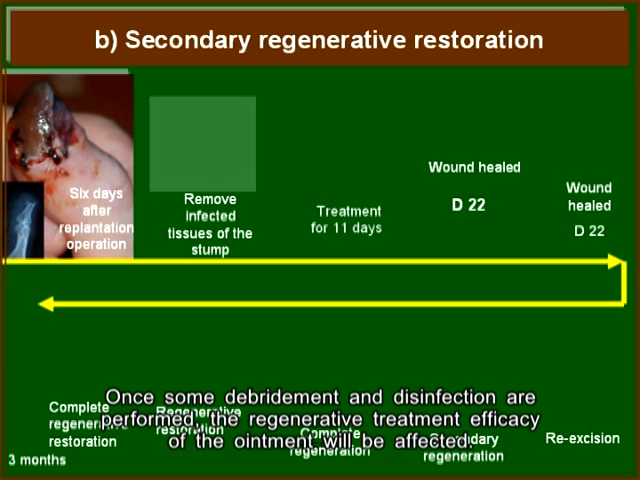 b) Secondary regenerative restoration
Six days
after
replantation
operation
Remove
infected
tissues of the
stump
Treatment
for 11 days
Wound healed
D 22
Wound
healed
D 22
Once some debridement and disinfection are
performed, the regenerative treatment efficacy
of the ointment will be affected.
Complete
regenerative
restoration
3 months
Regenerative
restoration
Complete
regeneration
Secondary
regeneration
Re-excision